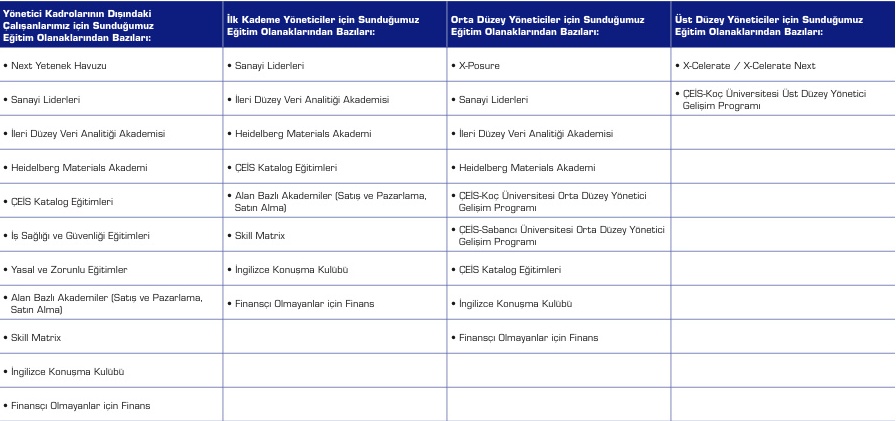 Yönetici Kadrolarının Dışındaki
Çalışanlarımız için Sunduğumuz
Eğitim Olanaklarından Bazıları:
İlk Kademe Yöneticiler için Sunduğumuz
Eğitim Olanaklarından Bazıları:
Orta Düzey Yöneticiler için Sunduğumuz
Eğitim Olanaklarından Bazıları:
Üst Düzey Yöneticiler için Sunduğumuz
Eğitim Olanaklarından Bazıları:
• Next Yetenek Havuzu
• Sanayi Liderleri
• X-Posure
• X-Celerate / X-Celerate Next
• Sanayi Liderleri
• İleri Düzey Veri Analitiği Akademisi
• Sanayi Liderleri
• ÇEİS-Koç Üniversitesi Üst Düzey Yönetici
Gelişim Programı
• İleri Düzey Veri Analitiği Akademisi
• Heidelberg Materials Akademi
• İleri Düzey Veri Analitiği Akademisi
• Heidelberg Materials Akademi
• ÇEİS Katalog Eğitimleri
• Heidelberg Materials Akademi
• ÇEİS Katalog Eğitimleri
• Alan Bazlı Akademiler (Satış ve Pazarlama,
Satın Alma)
• ÇEİS-Koç Üniversitesi Orta Düzey Yönetici
Gelişim Programı
• İş Sağlığı ve Güvenliği Eğitimleri
• Skill Matrix
• ÇEİS-Sabancı Üniversitesi Orta Düzey Yönetici
Gelişim Programı
• Yasal ve Zorunlu Eğitimler
• İngilizce Konuşma Kulübü
• ÇEİS Katalog Eğitimleri
• Alan Bazlı Akademiler (Satış ve Pazarlama,
Satın Alma)
• Finansçı Olmayanlar için Finans
• İngilizce Konuşma Kulübü
• Skill Matrix
• Finansçı Olmayanlar için Finans
• İngilizce Konuşma Kulübü
• Finansçı Olmayanlar için Finans